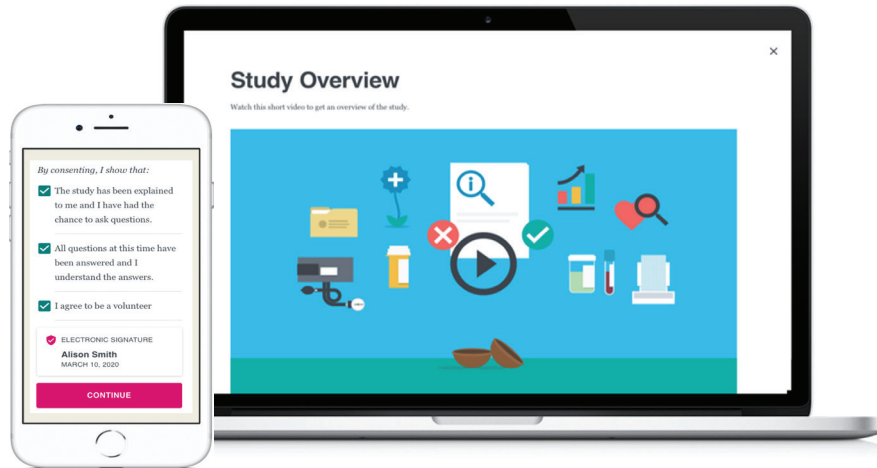 Study Overview
Watch this short video to get an overview of the study.
By consenting, I show that:
The study has been explained
to me and I have had the
chance to ask questions.
All questions at this time have
been answered and I
understand the answers.
I agree to be a volunteer
ELECTRONIC SIGNATURE
Alison Smith
MARCH 10, 2020
CONTINUE